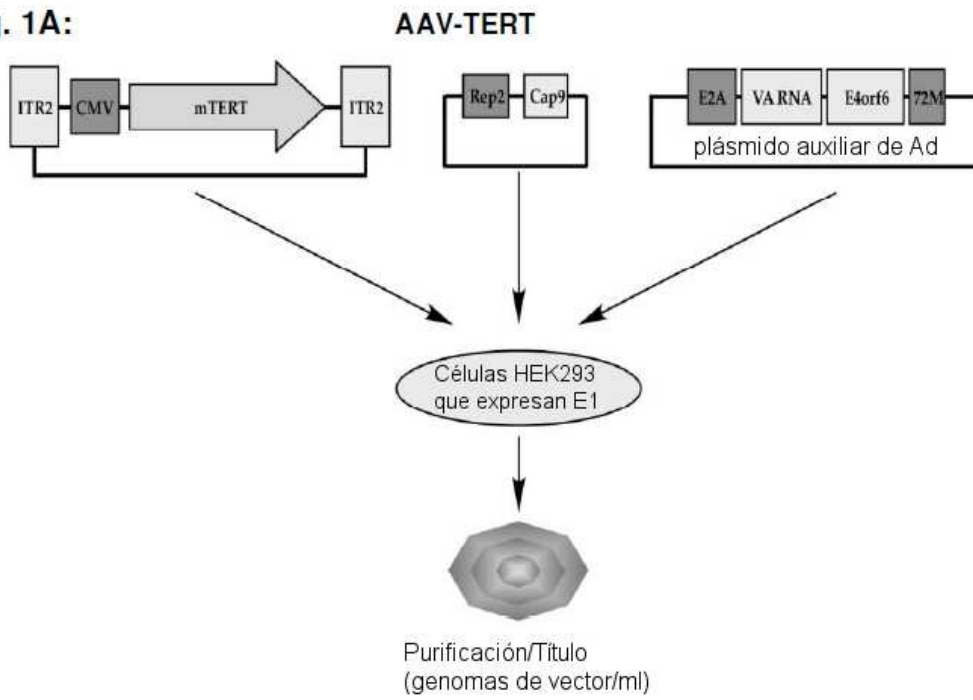 . 1A:
AAV-TERT
ITR2 CMV mTERT ITR2
Rep2 Cap9
E2A VA RNA E4orf6 72M
plásmido auxiliar de Ad
Células HEK293
que expresan E1
Purificación/Título
(genomas de vector/ml)